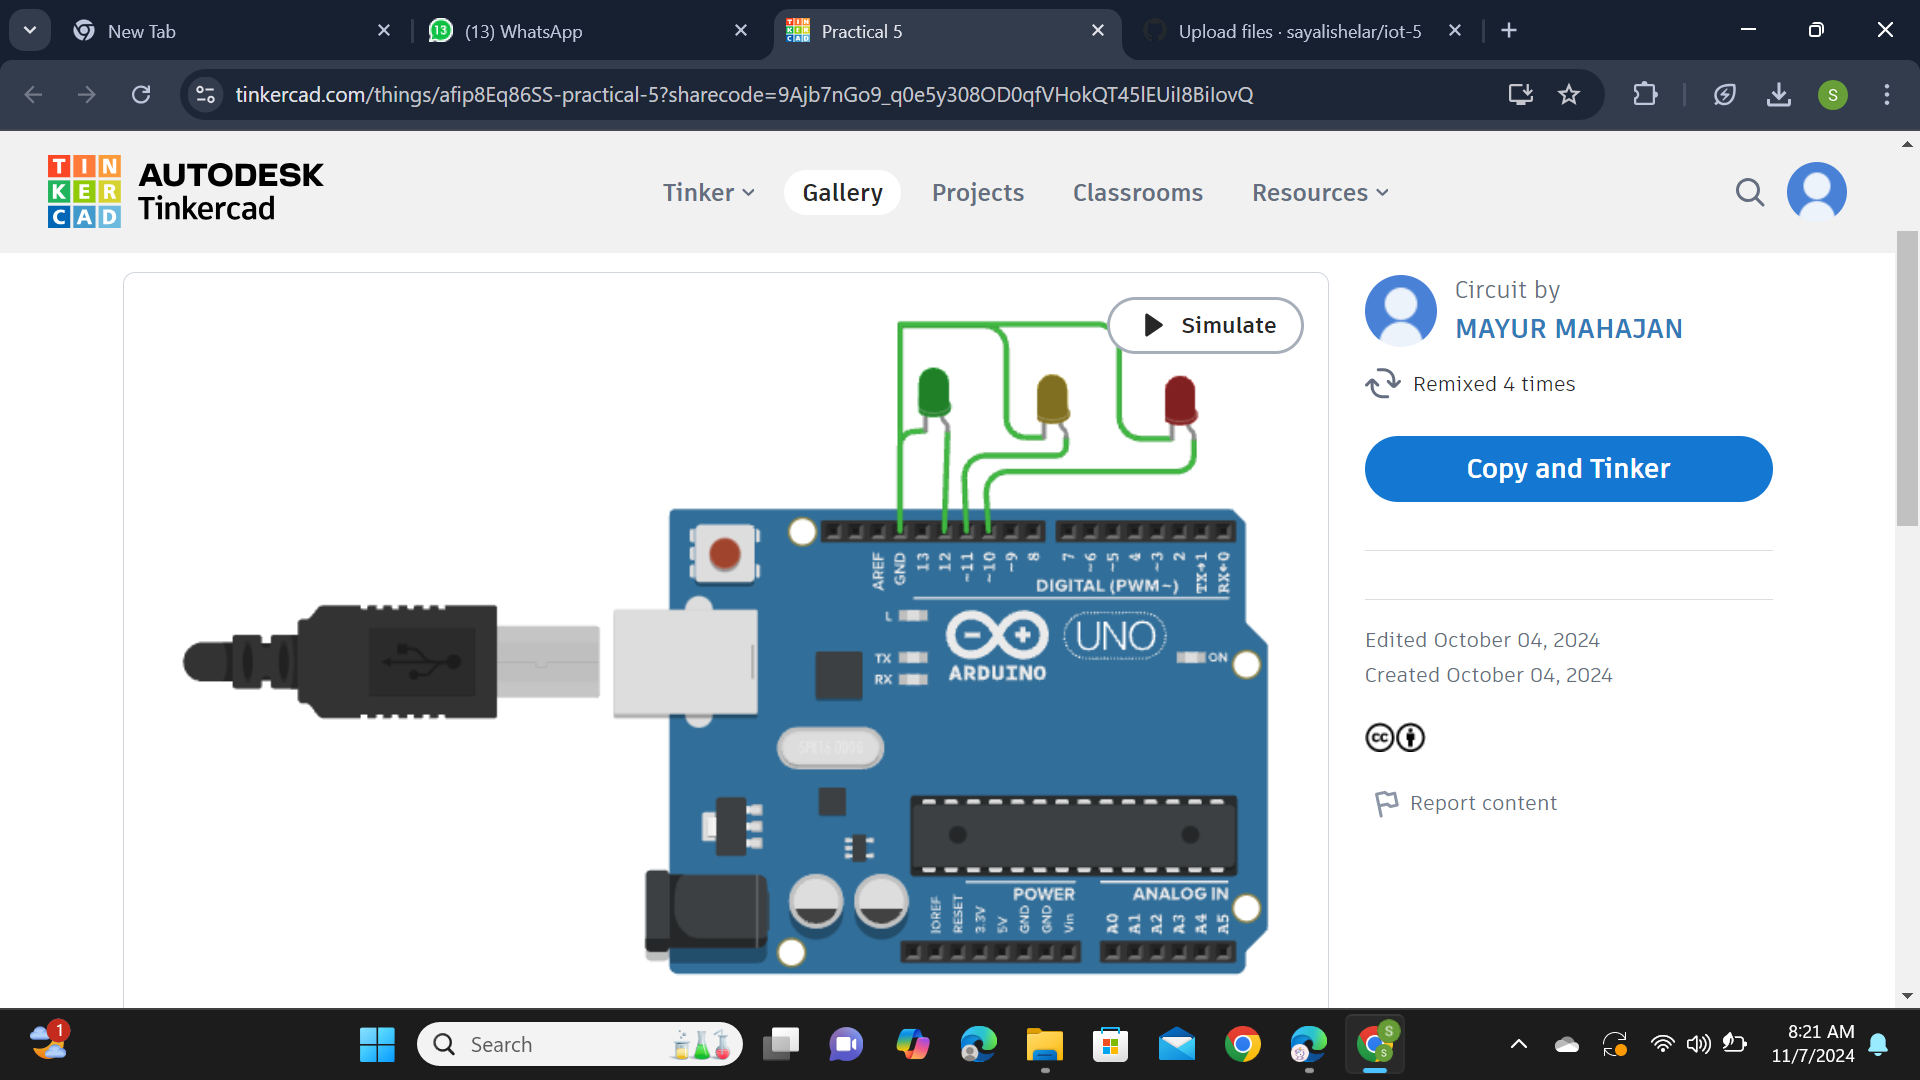 New Tab
13
(13) WhatsApp
Practical 5
Upload files · sayalishelar/iot-5
tinkercad.com/things/afip8Eq86SS-practical-5?sharecode=9Ajb7nGo9_q0e5y308OD0qfVHokQT45lEUiI8BiIovQ
S
TIN
KER
CAD
AUTODESK
Tinkercad
Tinker
Gallery
Projects
Classrooms
Resources
Simulate
Circuit by
MAYUR MAHAJAN
Remixed 4 times
Copy and Tinker
Edited October 04, 2024
Created October 04, 2024
cc
Report content
AREF
GND
13
12
~11
~10
~9
8
7
~6
~5
4
~3
2
TX→1
RX←0
DIGITAL (PWM~)
L
TX
RX
ARDUINO
UNO
ON
POWER
ANALOG IN
IOREF
RESET
3.3V
5V
GND
GND
Vin
A0
A1
A2
A3
A4
A5
1
Search
S
S
8:21 AM
11/7/2024